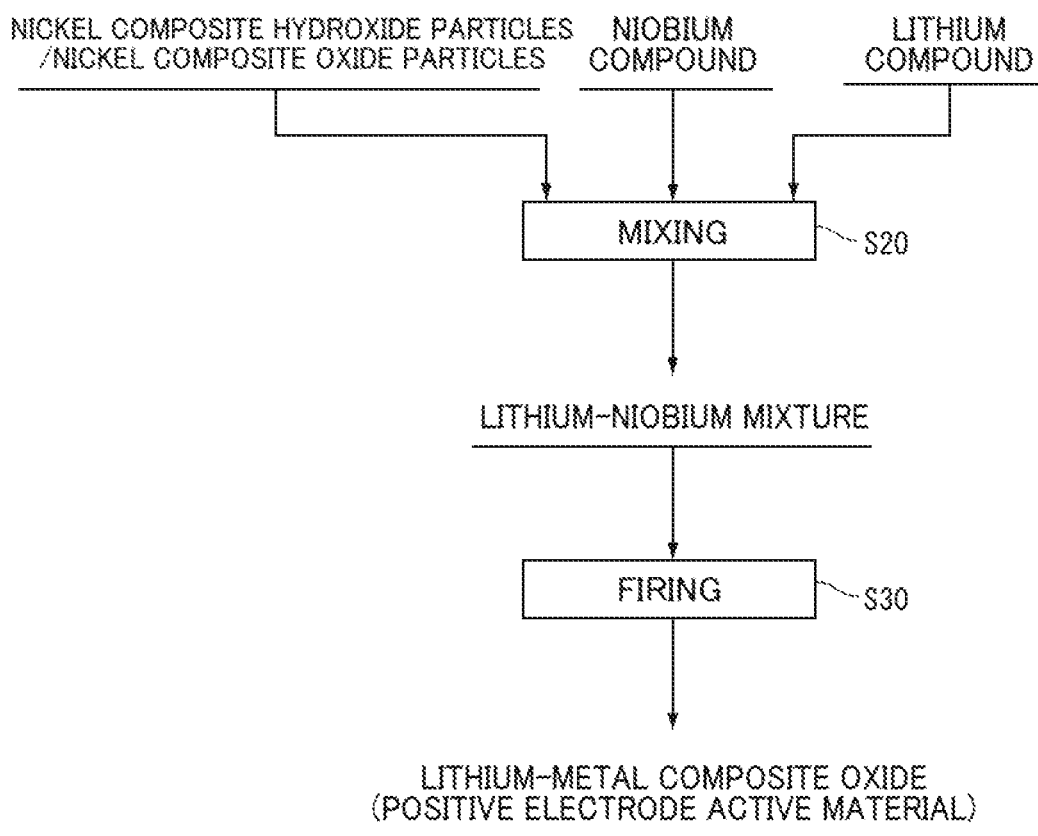 NICKEL COMPOSITE HYDROXIDE PARTICLES
/NICKEL COMPOSITE OXIDE PARTICLES
NIOBIUM
COMPOUND
LITHIUM
COMPOUND
MIXING
S20
LITHIUM-NIOBIUM MIXTURE
FIRING
S30
LITHIUM-METAL COMPOSITE OXIDE
(POSITIVE ELECTRODE ACTIVE MATERIAL)